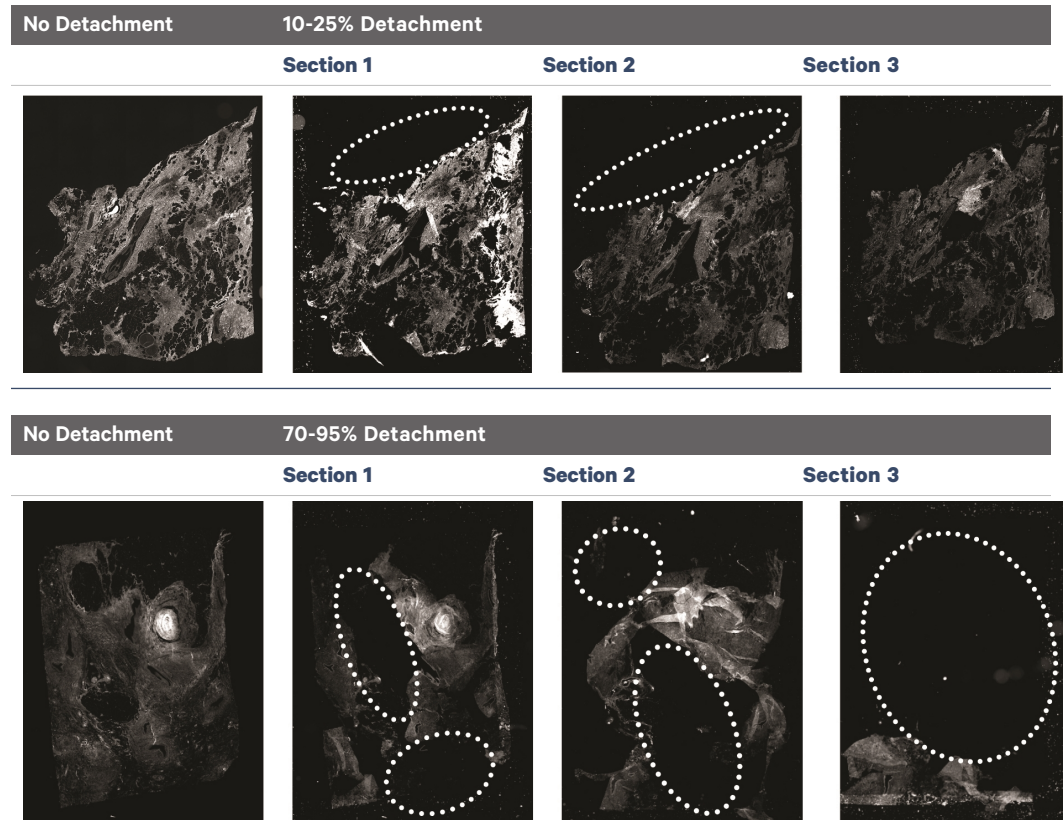 No Detachment 10-25% Detachment
Section 1 Section 2 Section 3
No Detachment 70-95% Detachment
Section 1 Section 2 Section 3